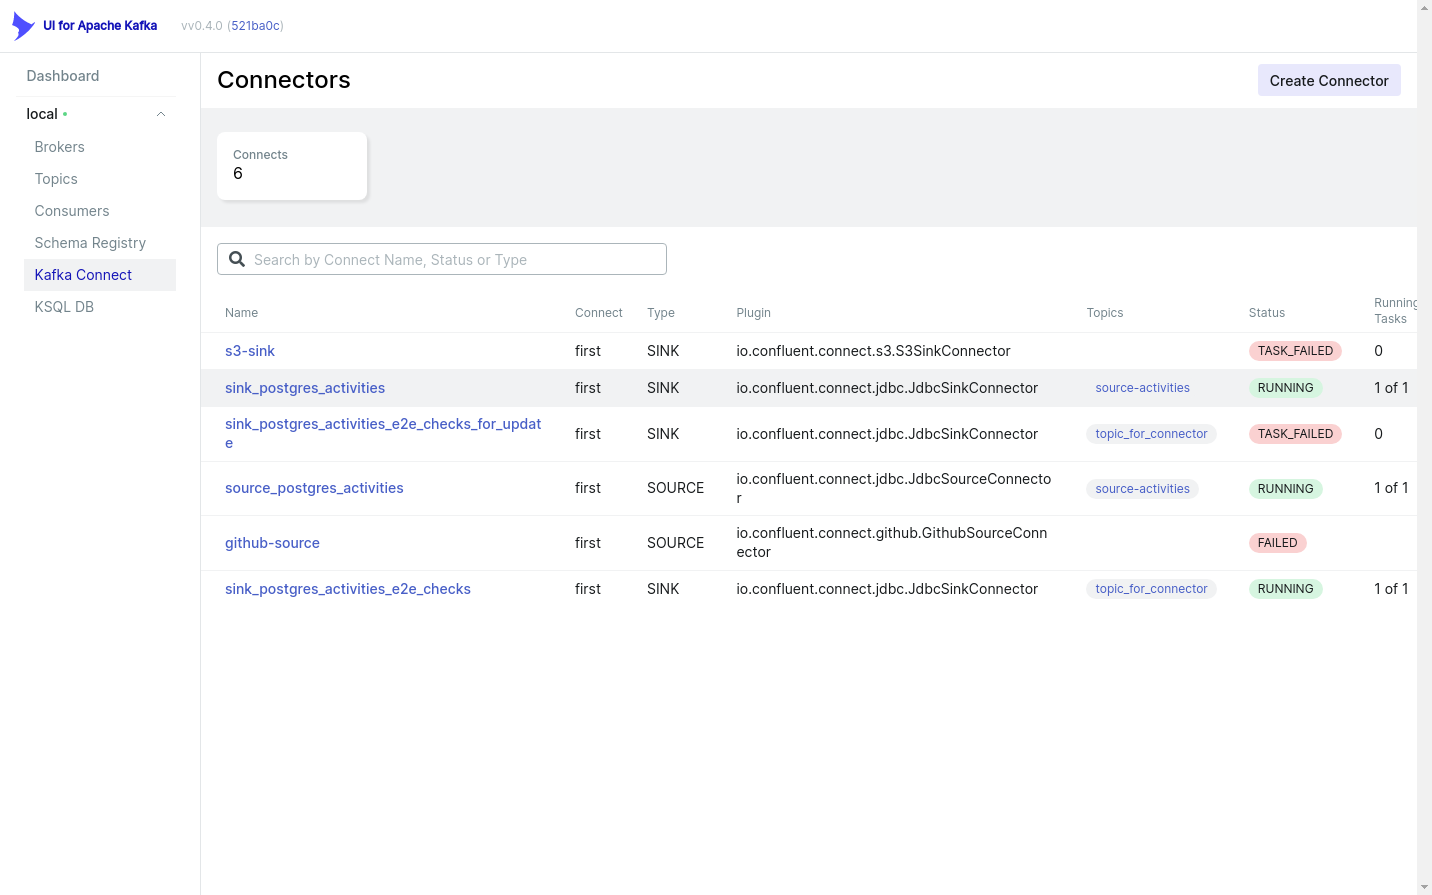 UI for Apache Kafka
vv0.4.0 (521ba0c)
Dashboard
local
Brokers
Topics
Consumers
Schema Registry
Kafka Connect
KSQL DB
Connectors
Create Connector
Connects
6
Search by Connect Name, Status or Type
Name Connect Type Plugin Topics Status Running
Tasks
s3-sink first SINK io.confluent.connect.s3.S3SinkConnector TASK_FAILED 0
sink_postgres_activities first SINK io.confluent.connect.jdbc.JdbcSinkConnector source-activities RUNNING 1 of 1
sink_postgres_activities_e2e_checks_for_updat
e first SINK io.confluent.connect.jdbc.JdbcSinkConnector topic_for_connector TASK_FAILED 0
source_postgres_activities first SOURCE io.confluent.connect.jdbc.JdbcSourceConnecto
r source-activities RUNNING 1 of 1
github-source first SOURCE io.confluent.connect.github.GithubSourceConn
ector FAILED
sink_postgres_activities_e2e_checks first SINK io.confluent.connect.jdbc.JdbcSinkConnector topic_for_connector RUNNING 1 of 1